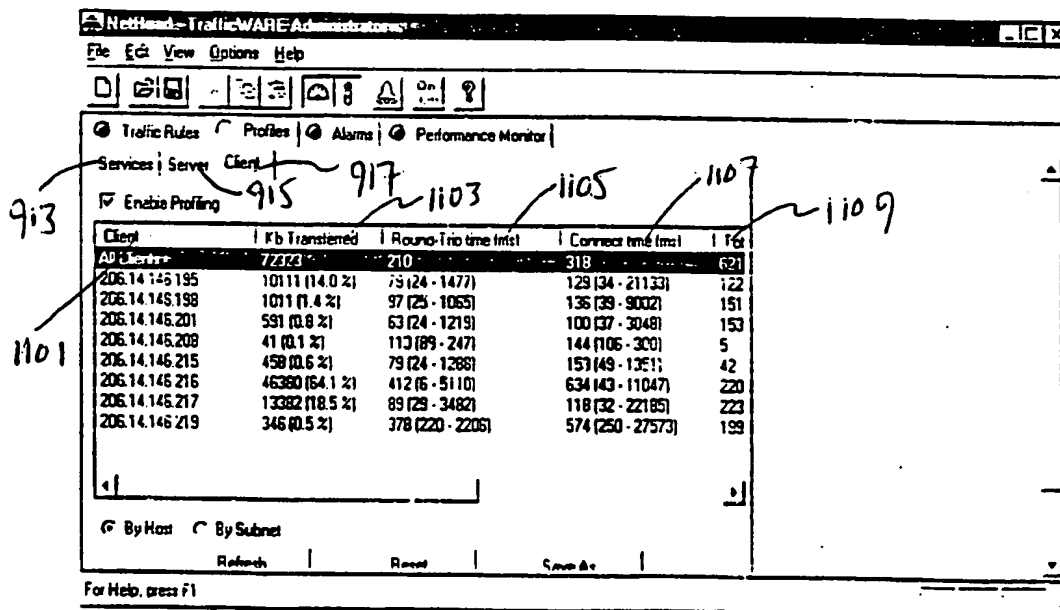 NetHead - TrafficWARE Administrator
File Edit View Options Help
Traffic Rules Profiles Alarms Performance Monitor
Services Server Client
913 915 917 1103 1105 1107 1109
Enable Profiling
Client Kb Transferred Round-Trip time (ms) Connect time (ms) Tot
All Clients 72323 210 318 621
206.14.146.195 10111 (14.0 %) 79 (24 - 1477) 129 (34 - 21133) 122
206.14.146.198 1011 (1.4 %) 97 (25 - 1065) 136 (39 - 9002) 151
206.14.146.201 591 (0.8 %) 63 (24 - 1219) 100 (37 - 3048) 153
206.14.146.208 41 (0.1 %) 113 (89 - 247) 144 (106 - 300) 5
206.14.146.215 458 (0.6 %) 79 (24 - 1286) 153 (49 - 1351) 42
206.14.146.216 46380 (64.1 %) 412 (6 - 5110) 634 (43 - 11047) 220
206.14.146.217 13382 (18.5 %) 89 (29 - 3482) 118 (32 - 22185) 223
206.14.146.219 346 (0.5 %) 378 (220 - 2206) 574 (250 - 27573) 199
1101
By Host By Subnet
Refresh Reset Save As
For Help, press F1